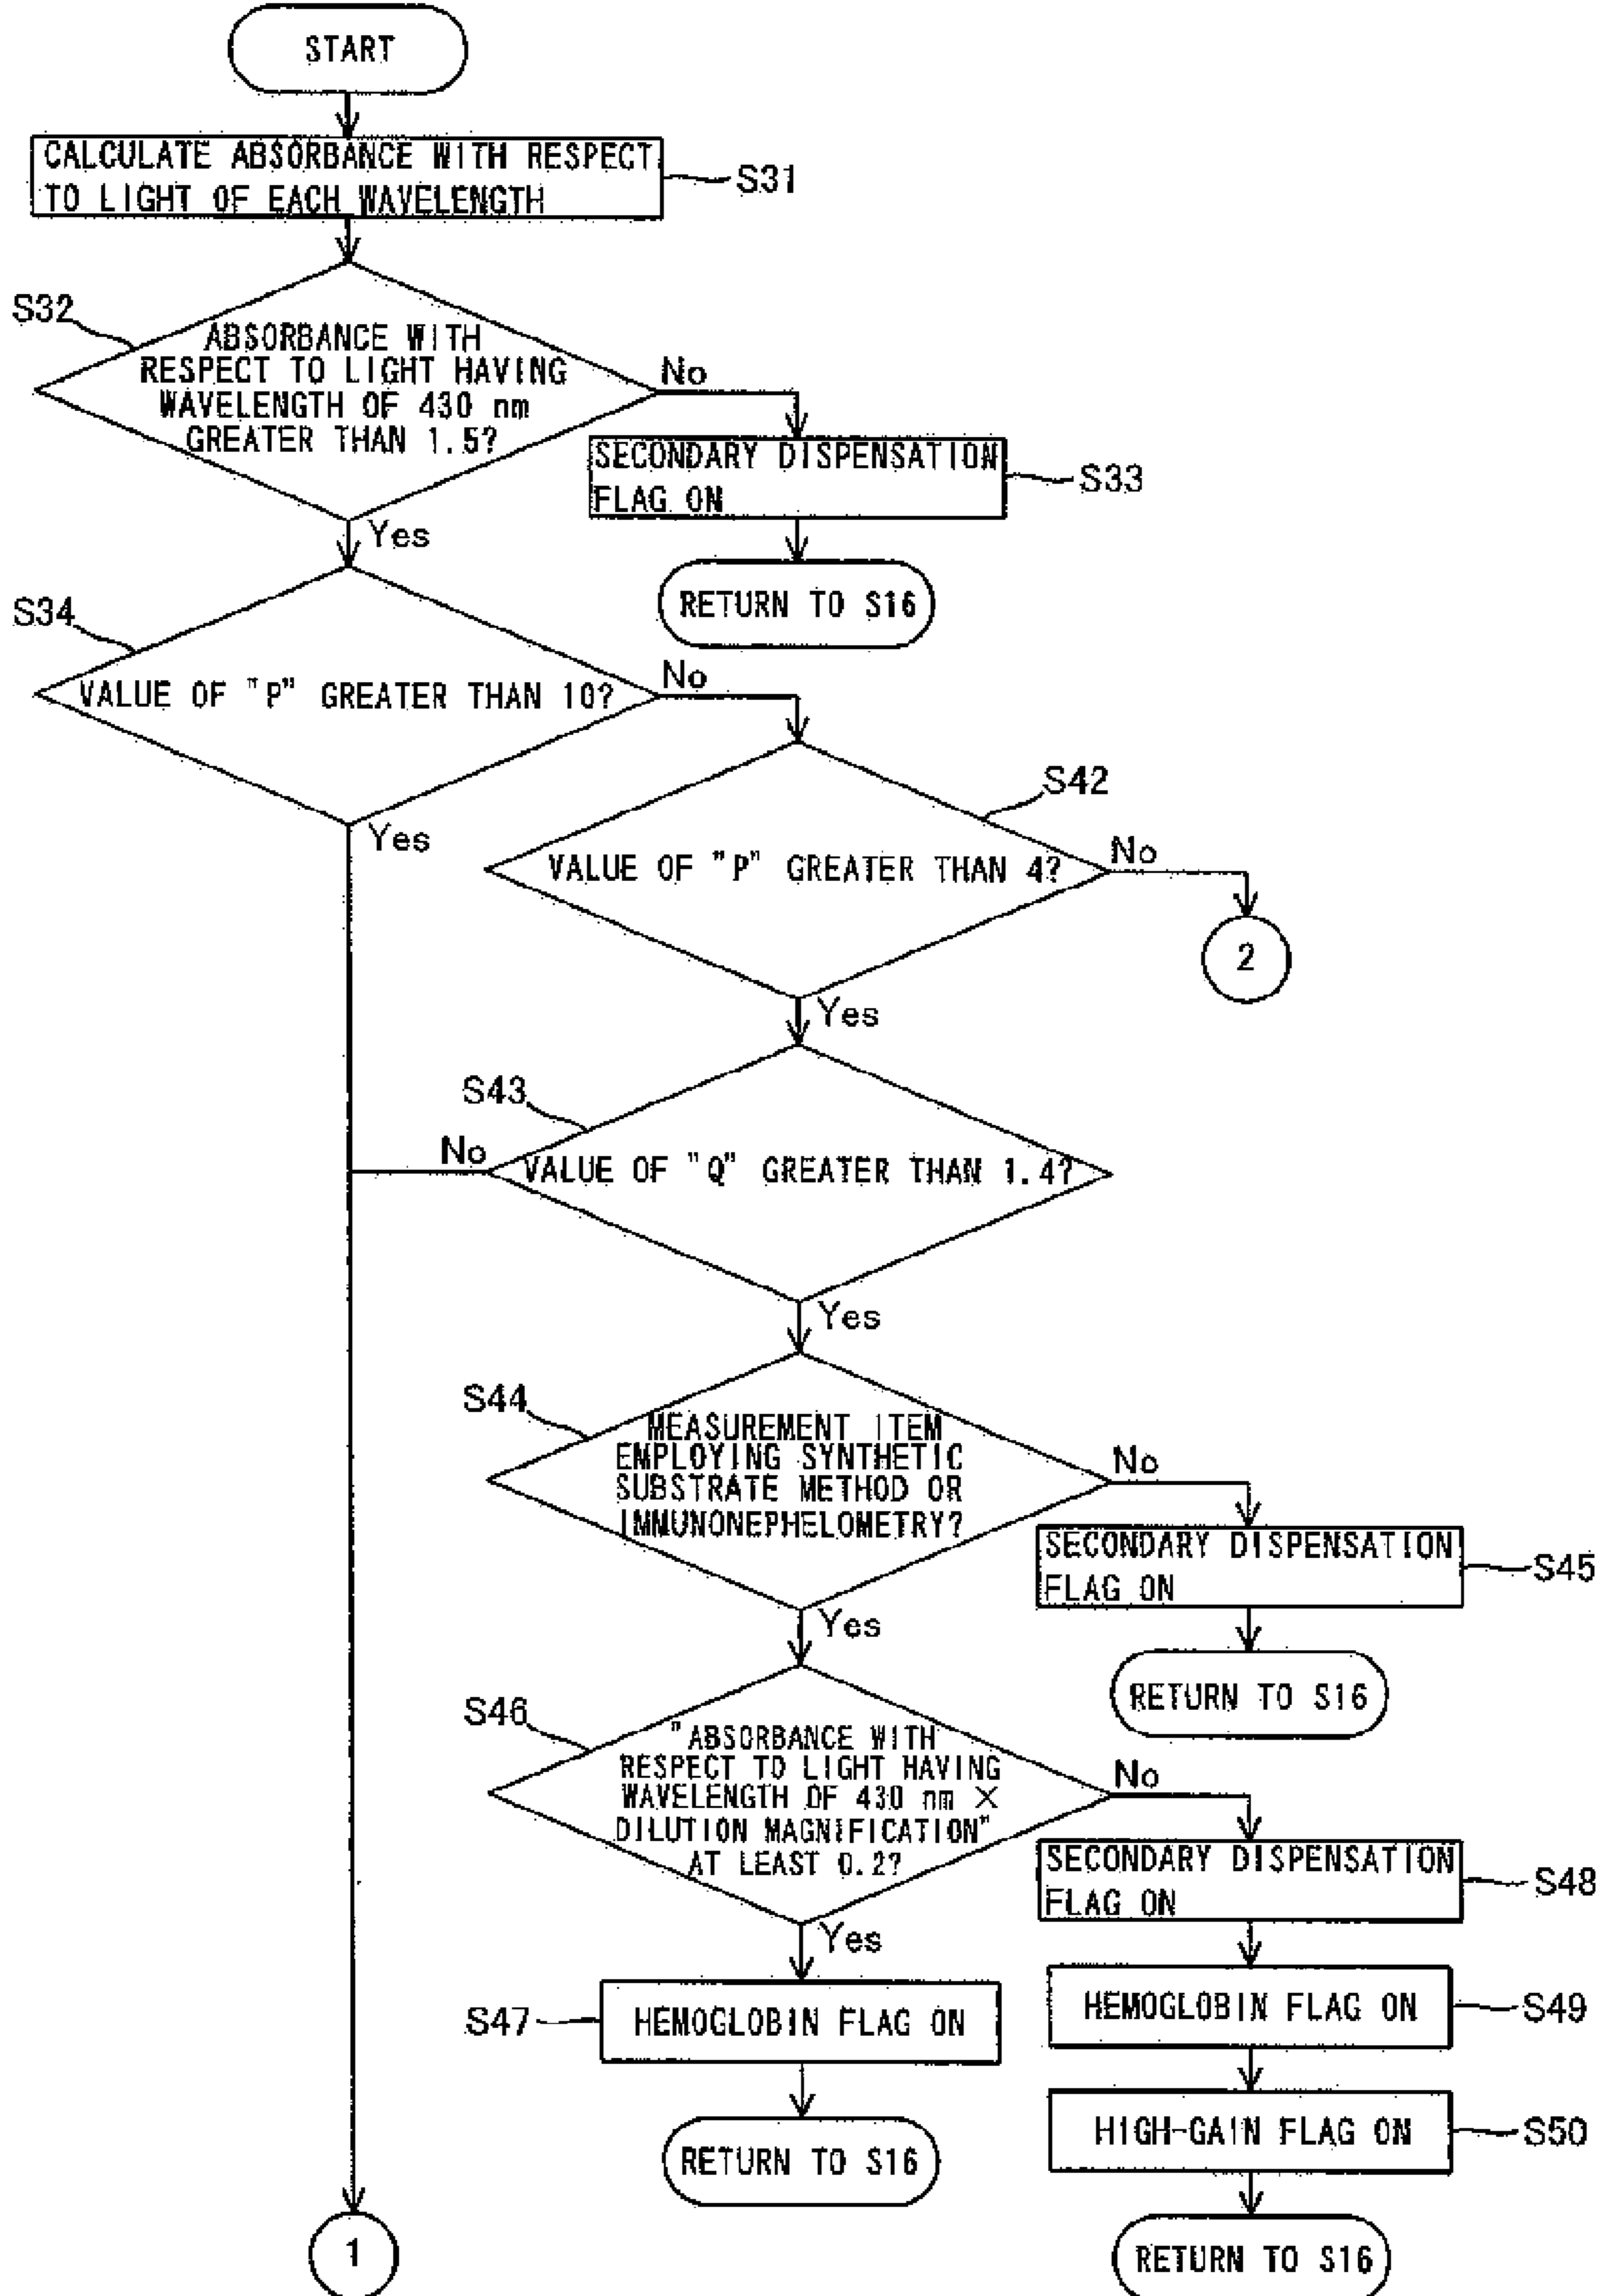 START
CALCULATE ABSORBANCE WITH RESPECT
TO LIGHT OF EACH WAVELENGTH
S31
S32
ABSORBANCE WITH
RESPECT TO LIGHT HAVING
WAVELENGTH OF 430 nm
GREATER THAN 1.5?
No
Yes
SECONDARY DISPENSATION
FLAG ON
S33
RETURN TO S16
S34
VALUE OF "P" GREATER THAN 10?
No
Yes
S42
VALUE OF "P" GREATER THAN 4?
No
2
Yes
S43
No
VALUE OF "Q" GREATER THAN 1.4?
Yes
S44
MEASUREMENT ITEM
EMPLOYING SYNTHETIC
SUBSTRATE METHOD OR
IMMUNONEPHELOMETRY?
No
SECONDARY DISPENSATION
FLAG ON
S45
Yes
RETURN TO S16
S46
"ABSORBANCE WITH
RESPECT TO LIGHT HAVING
WAVELENGTH OF 430 nm ×
DILUTION MAGNIFICATION"
AT LEAST 0.2?
No
SECONDARY DISPENSATION
FLAG ON
S48
Yes
S47
HEMOGLOBIN FLAG ON
HEMOGLOBIN FLAG ON
S49
HIGH-GAIN FLAG ON
S50
RETURN TO S16
1
RETURN TO S16